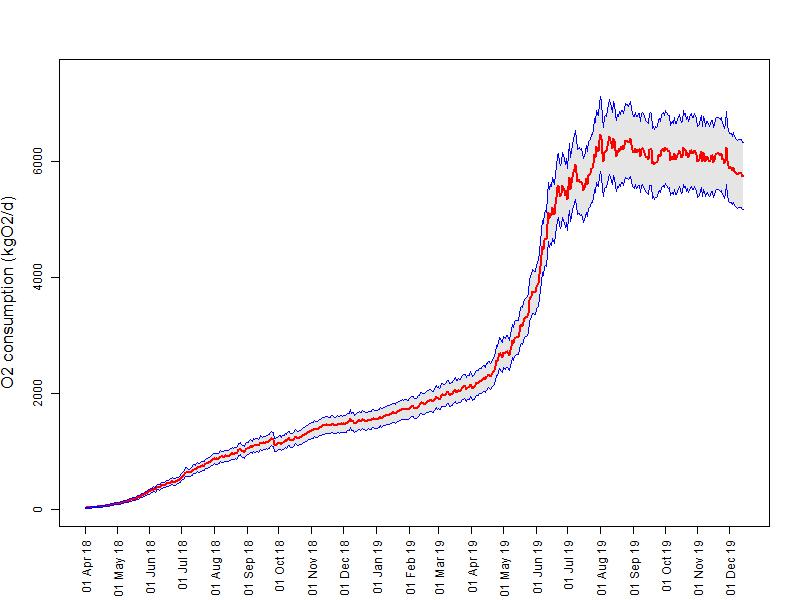 O2 consumption (kgO2/d)
6000
4000
2000
0
01 Apr 18
01 May 18
01 Jun 18
01 Jul 18
01 Aug 18
01 Sep 18
01 Oct 18
01 Nov 18
01 Dec 18
01 Jan 19
01 Feb 19
01 Mar 19
01 Apr 19
01 May 19
01 Jun 19
01 Jul 19
01 Aug 19
01 Sep 19
01 Oct 19
01 Nov 19
01 Dec 19